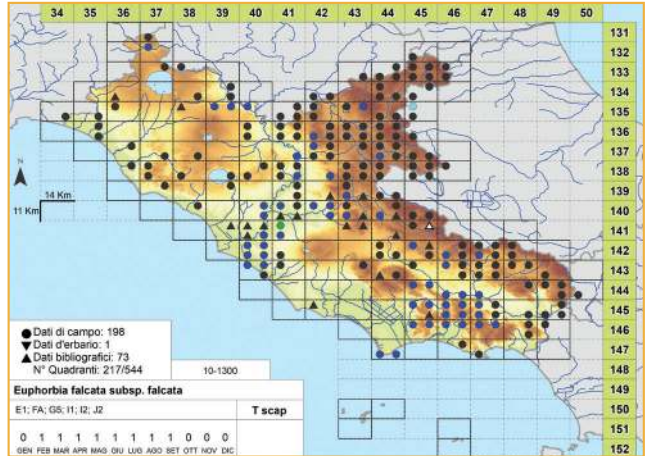 34 35 36 37 38 39 40 41 42 43 44 45 46 47 48 49 50
131
132
133
134
135
136
137
138
139
140
141
142
143
144
145
146
147
148
149
150
151
152
N
14 Km
11 Km
Dati di campo: 198
Dati d'erbario: 1
Dati bibliografici: 73
N° Quadranti: 217/544
10-1300
Euphorbia falcata subsp. falcata
E1; FA; G5; I1; I2; J2
T scap
0 1 1 1 1 1 1 1 1 0 0 0
GEN FEB MAR APR MAG GIU LUG AGO SET OTT NOV DIC